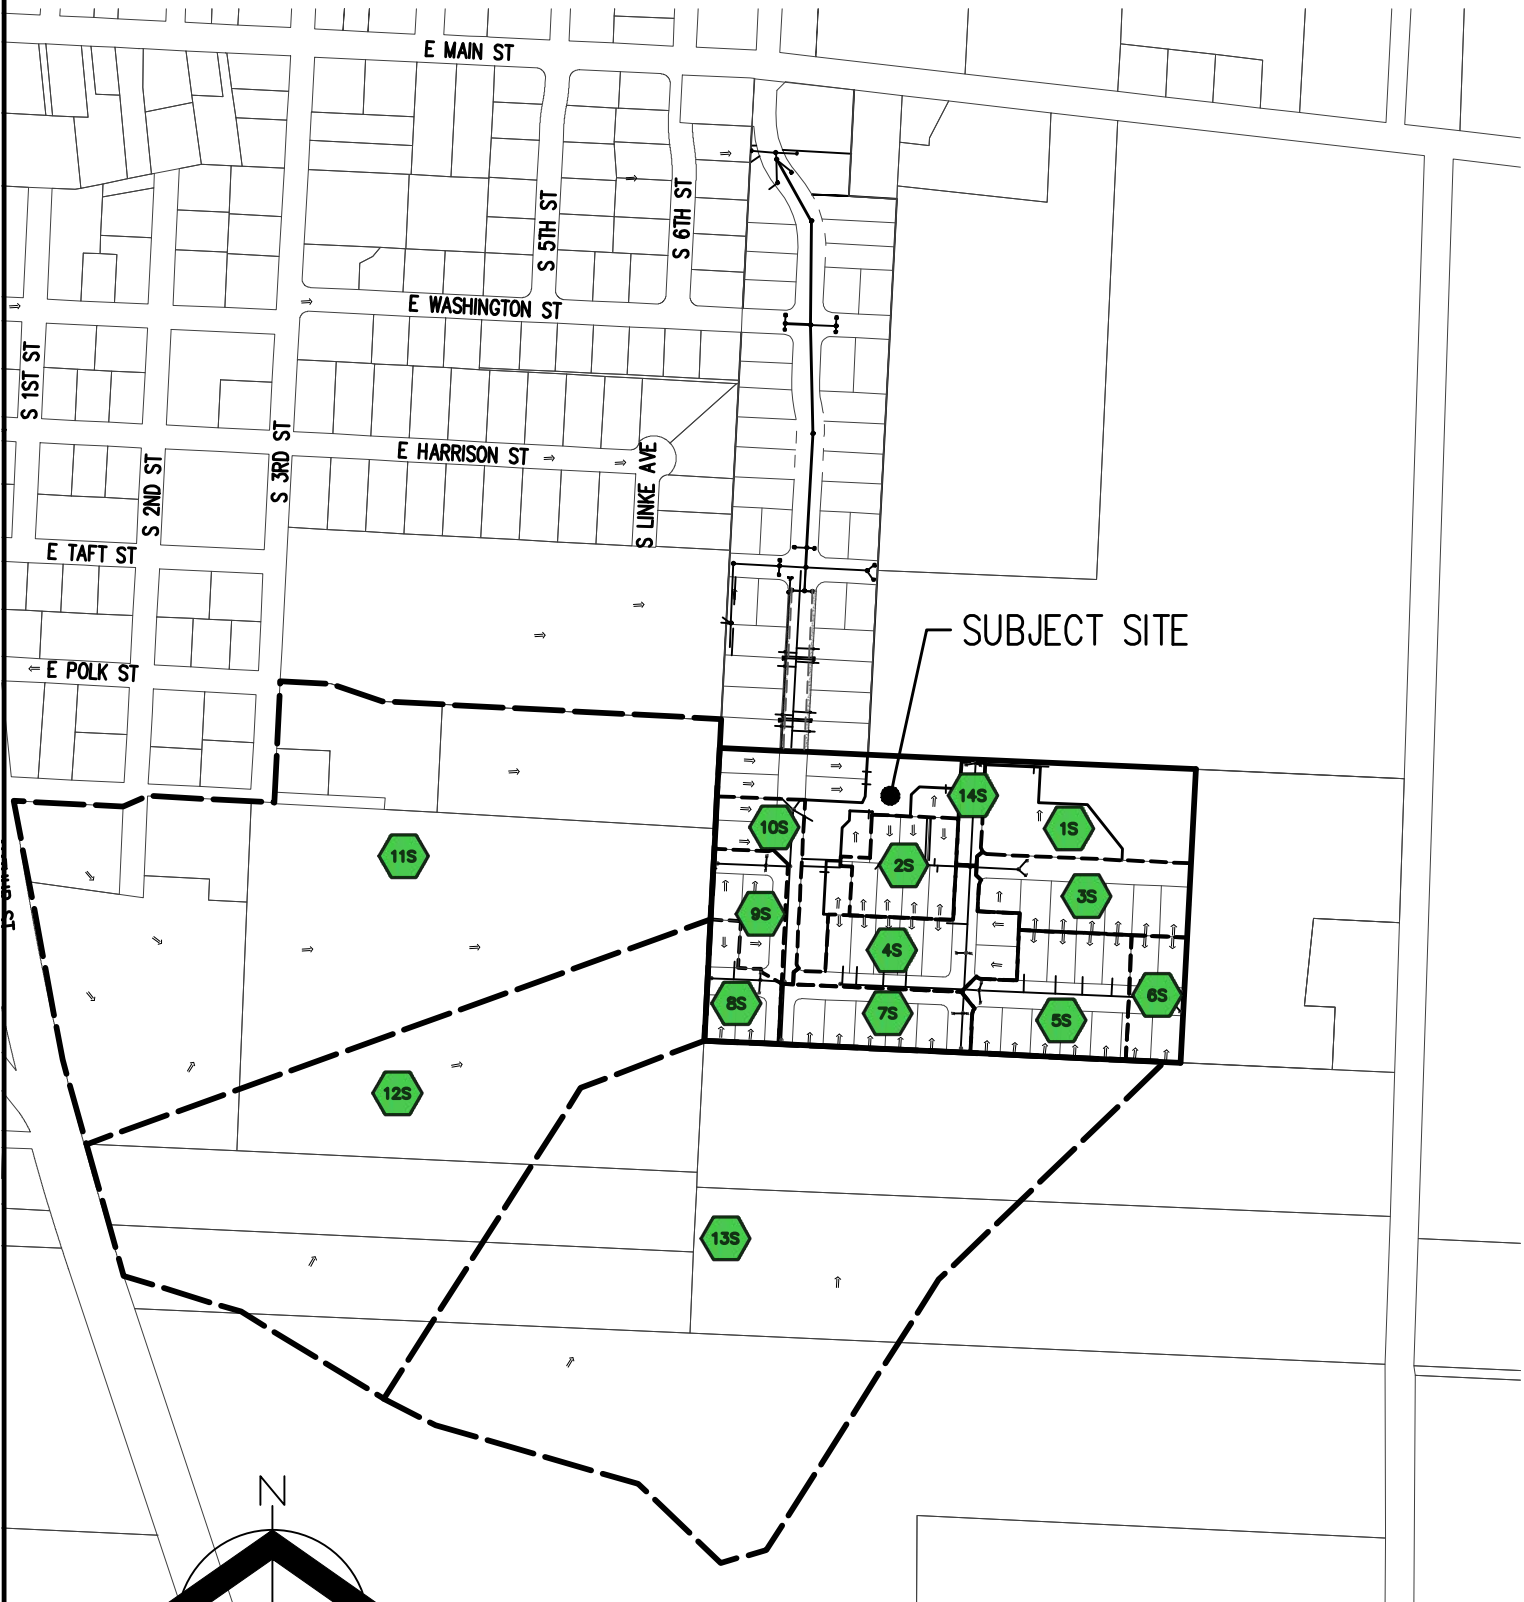 E MAIN ST
S 5TH ST
S 6TH ST
E WASHINGTON ST
S 1ST ST
S 3RD ST
E HARRISON ST
S LINKE AVE
S 2ND ST
E TAFT ST
SUBJECT SITE
E POLK ST
14S
10S
1S
11S
2S
3S
9S
4S
6S
8S
7S
5S
12S
13S
N